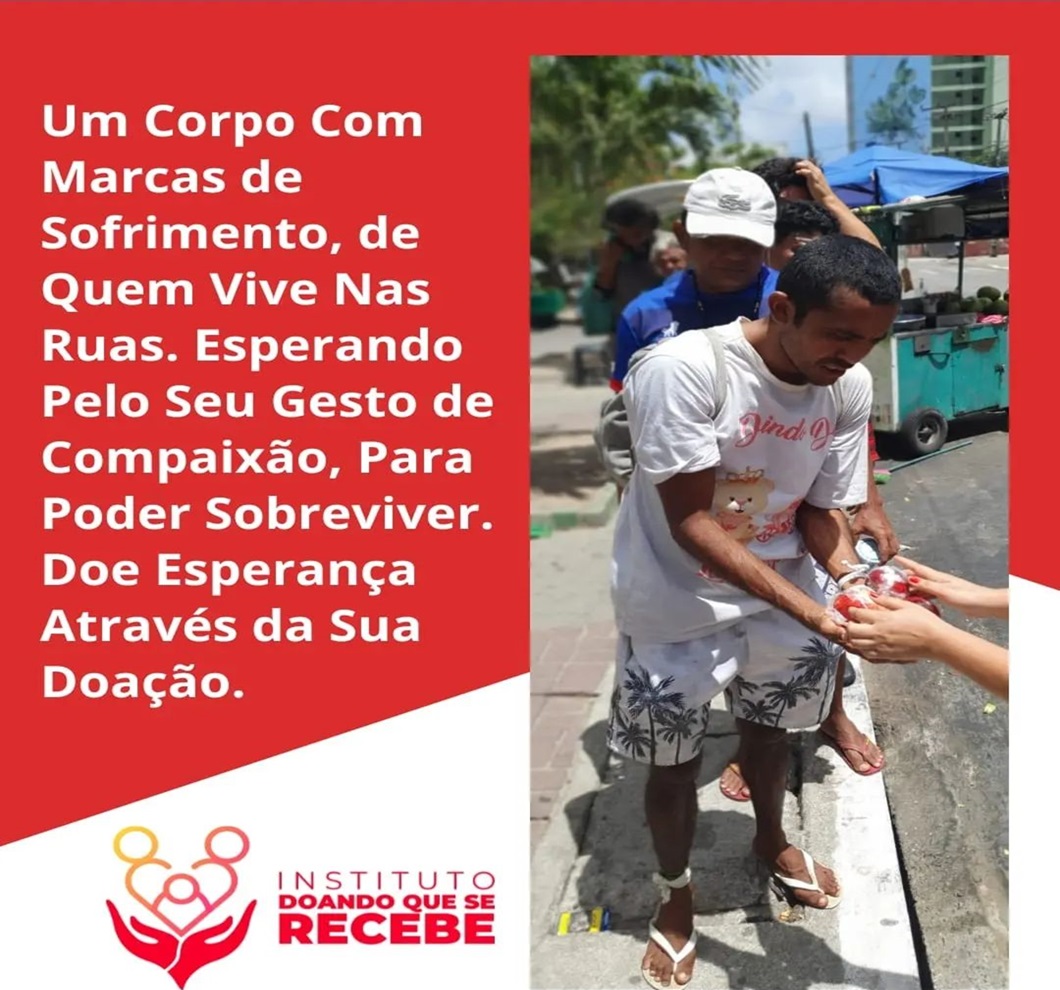 Um Corpo Com
Marcas de
Sofrimento, de
Quem Vive Nas
Ruas. Esperando
Pelo Seu Gesto de
Compaixão, Para
Poder Sobreviver.
Doe Esperança
Através da Sua
Doação.
INSTITUTO
DOANDO QUE SE
RECEBE